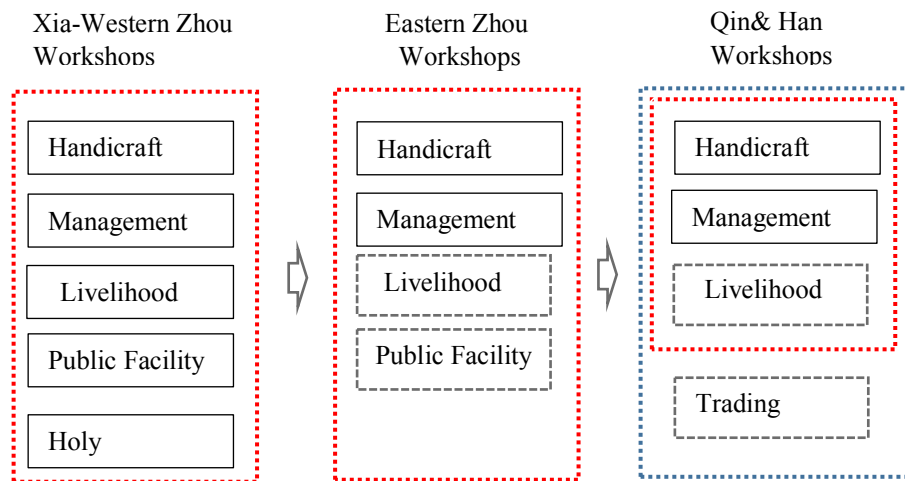 Xia-Western Zhou
Workshops
Handicraft
Management
Livelihood
Public Facility
Holy
Eastern Zhou
Workshops
Handicraft
Management
Livelihood
Public Facility
Qin& Han
Workshops
Handicraft
Management
Livelihood
Trading